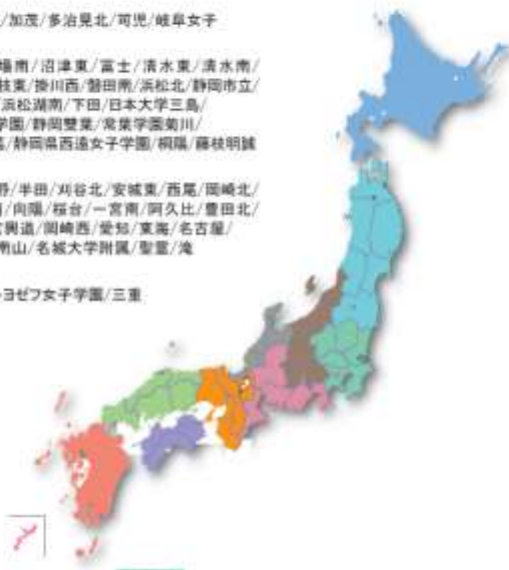 /加茂/多治見北/可児/岐阜女子
場南/沼津東/富士/清水東/清水南/
枝東/掛川西/磐田南/浜松北/静岡市立/
浜松湖南/下田/日本大学三島/
学園/静岡雙葉/常葉学園菊川/
/静岡県西遠女子学園/桐陽/藤枝明誠
/半田/刈谷北/安城東/西尾/岡崎北/
/向陽/桜台/一宮南/阿久比/豊田北/
興道/岡崎西/愛知/東海/名古屋/
南山/名城大学附属/聖霊/滝
ヨゼフ女子学園/三重